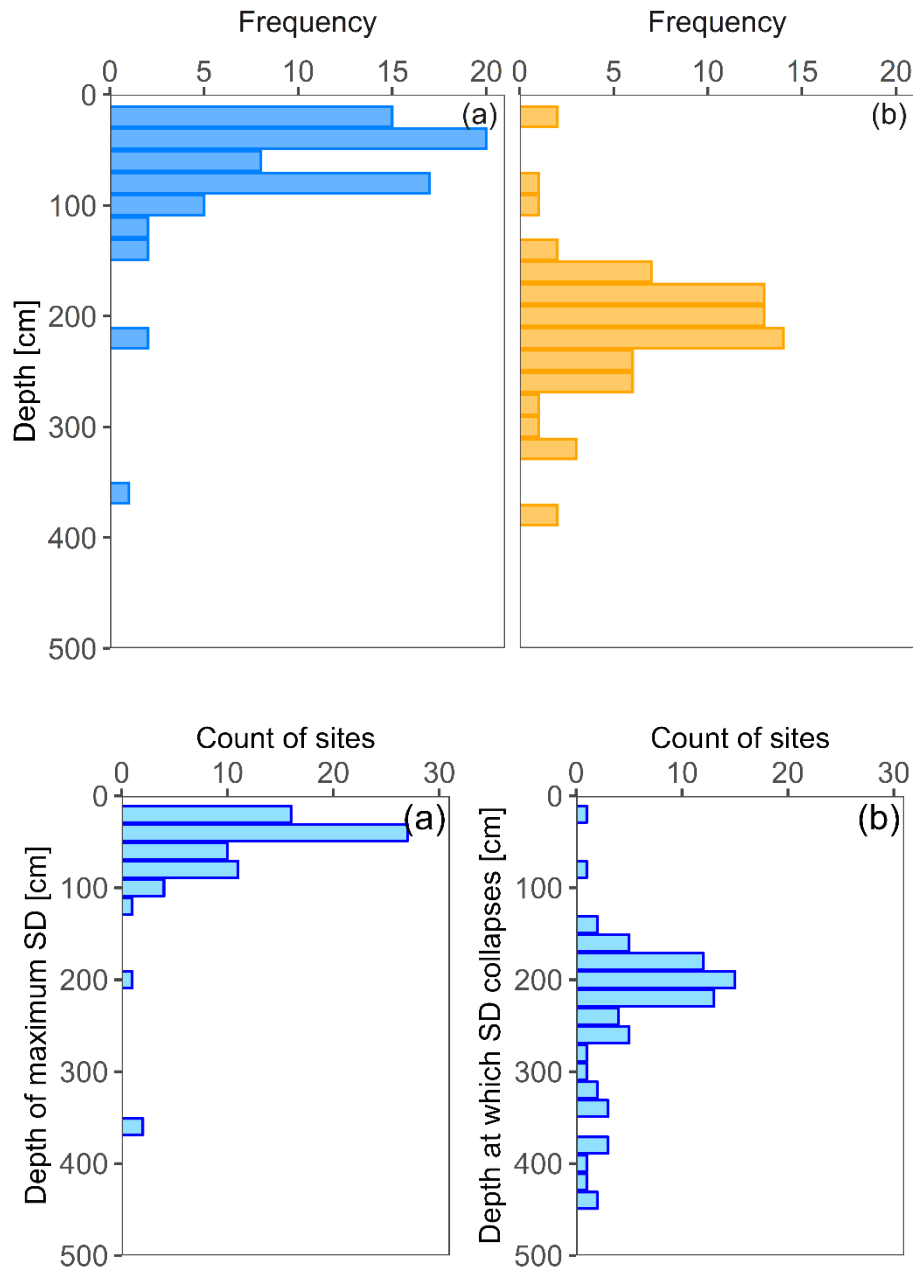 Frequency
Frequency
0 5 10 15 20
0 5 10 15 20
(a)
(b)
0
100
200
300
400
500
Depth [cm]
Count of sites
Count of sites
0 10 20 30
0 10 20 30
(a)
(b)
0
100
200
300
400
500
Depth of maximum SD [cm]
0
100
200
300
400
500
Depth at which SD collapses [cm]